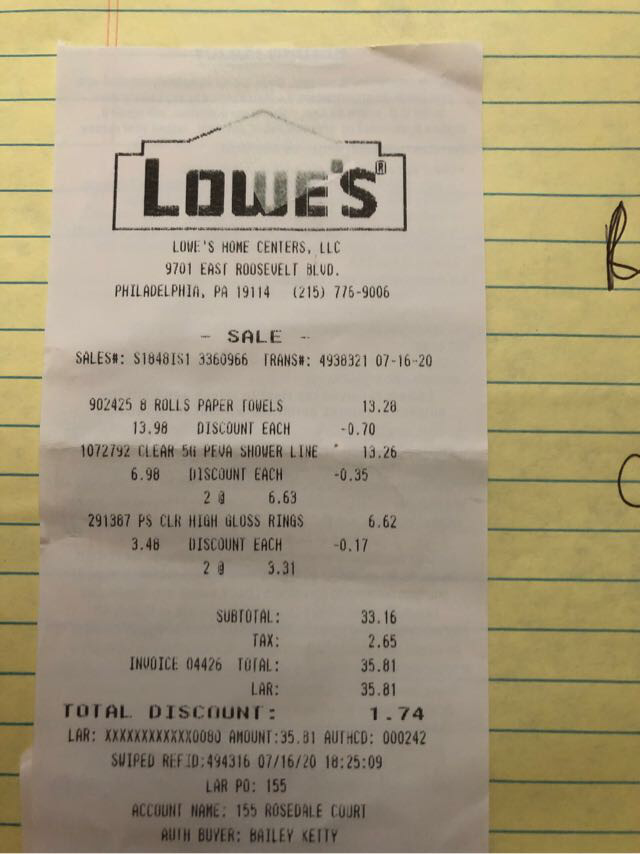 LOWE'S®
LOWE'S HOME CENTERS, LLC
9701 EAST ROOSEVELT BLVD.
PHILADELPHIA, PA 19114 (215) 776-9006
- SALE -
SALES#: S1848IS1 3360966 TRANS#: 4938321 07-16-20
902425 8 ROLLS PAPER TOWELS 13.28
13.98 DISCOUNT EACH -0.70
1072792 CLEAR 5G PEVA SHOWER LINE 13.26
6.98 DISCOUNT EACH -0.35
2 @ 6.63
291387 PS CLR HIGH GLOSS RINGS 6.62
3.48 DISCOUNT EACH -0.17
2 @ 3.31
SUBTOTAL: 33.16
TAX: 2.65
INVOICE 04426 TOTAL: 35.81
LAR: 35.81
TOTAL DISCOUNT: 1.74
LAR: XXXXXXXXXXXX0080 AMOUNT:35.81 AUTHCD: 000242
SWIPED REFID:494316 07/16/20 18:25:09
LAR PO: 155
ACCOUNT NAME: 155 ROSEDALE COURT
AUTH BUYER: BAILEY KETTY